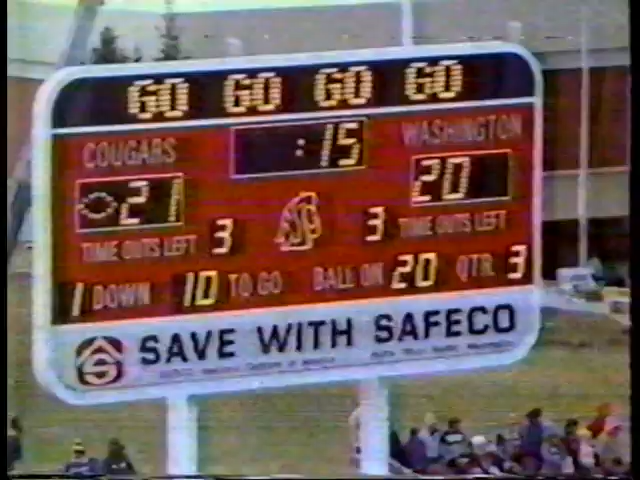 GO GO GO GO
COUGARS :15 WASHINGTON
21 20
TIME OUTS LEFT 3 3 TIME OUTS LEFT
1 DOWN 10 TO GO BALL ON 20 QTR 3
SAVE WITH SAFECO